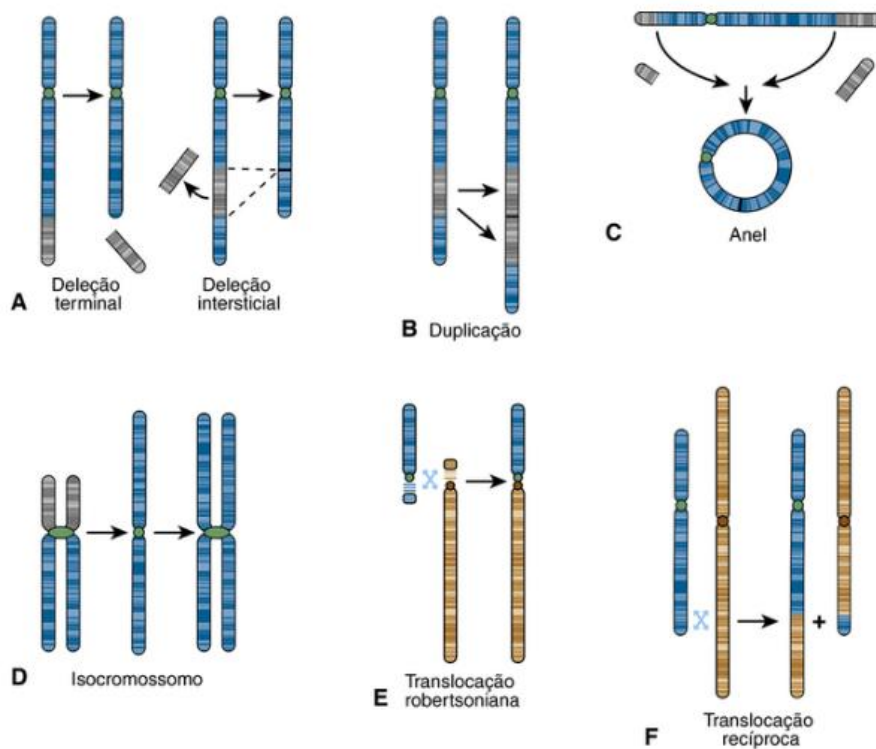 Deleção
terminal
Deleção
intersticial
A
B Duplicação
C
Anel
D Isocromossomo
E Translocação
robertsoniana
F Translocação
recíproca
+